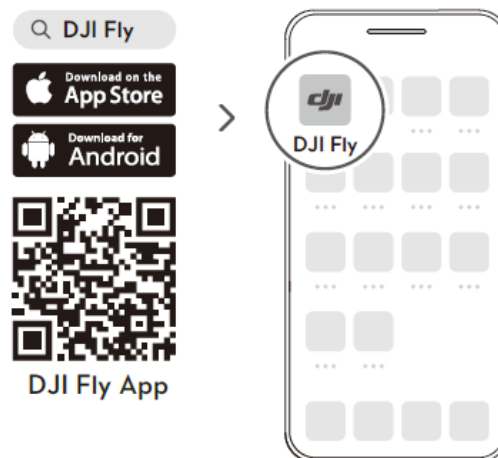 DJI Fly
Download on the
App Store
Download for
Android
DJI Fly App
dji
DJI Fly